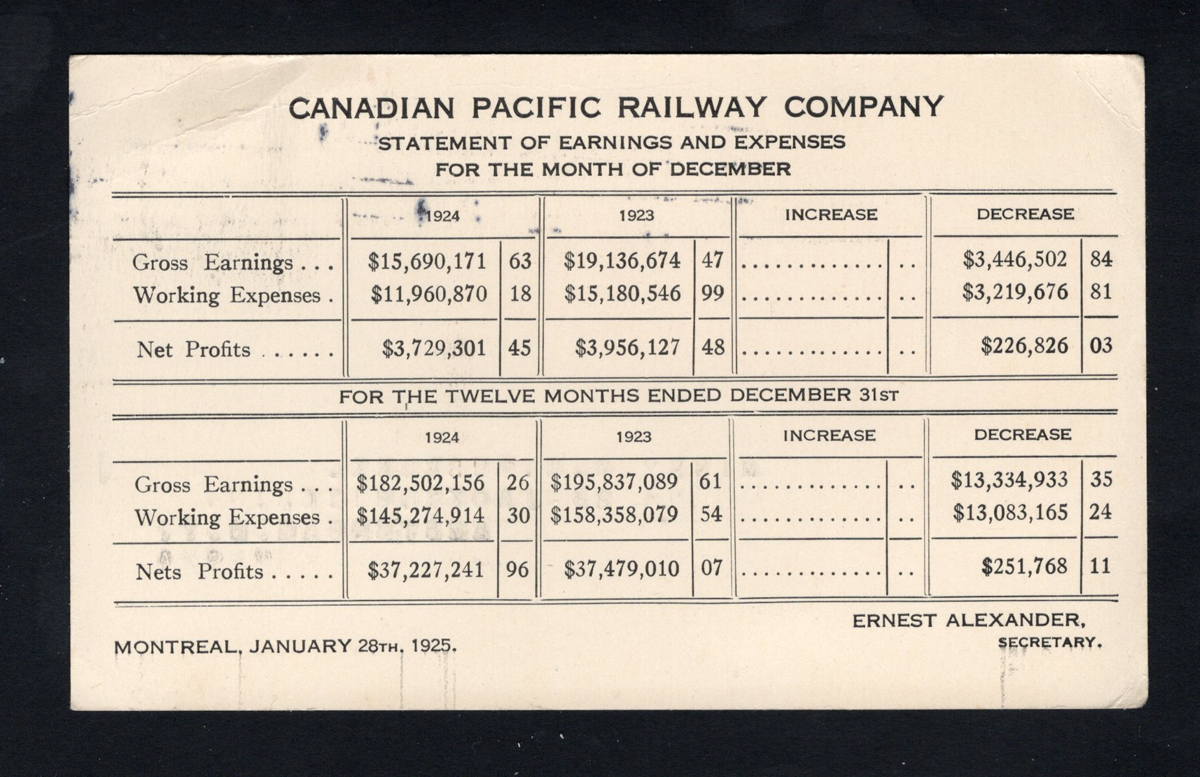 CANADIAN PACIFIC RAILWAY COMPANY
STATEMENT OF EARNINGS AND EXPENSES
FOR THE MONTH OF DECEMBER
1924 1923 INCREASE DECREASE
Gross Earnings . . . $15,690,171 63 $19,136,674 47 ............. .. $3,446,502 84
Working Expenses . $11,960,870 18 $15,180,546 99 ............. .. $3,219,676 81
Net Profits ...... $3,729,301 45 $3,956,127 48 ............. .. $226,826 03
FOR THE TWELVE MONTHS ENDED DECEMBER 31ST
1924 1923 INCREASE DECREASE
Gross Earnings . . . $182,502,156 26 $195,837,089 61 ............. .. $13,334,933 35
Working Expenses . $145,274,914 30 $158,358,079 54 ............. .. $13,083,165 24
Nets Profits ..... $37,227,241 96 $37,479,010 07 ............. .. $251,768 11
ERNEST ALEXANDER,
SECRETARY.
MONTREAL, JANUARY 28TH, 1925.